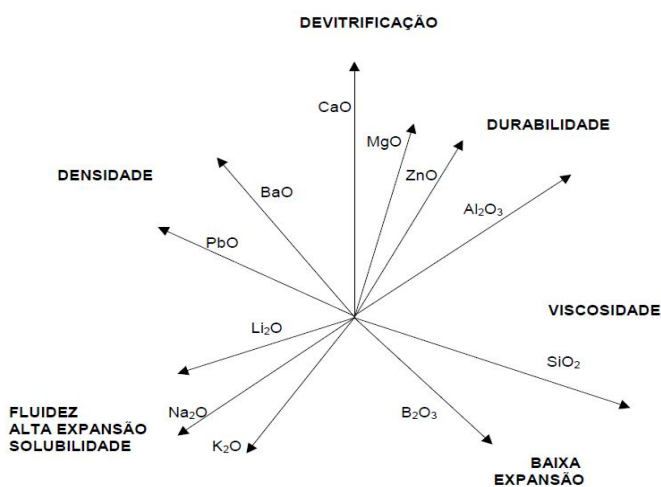 DEVITRIFICAÇÃO
CaO
MgO
DURABILIDADE
ZnO
DENSIDADE
BaO
Al₂O₃
PbO
VISCOSIDADE
Li₂O
SiO₂
FLUIDEZ
ALTA EXPANSÃO
SOLUBILIDADE
Na₂O
B₂O₃
K₂O
BAIXA
EXPANSÃO